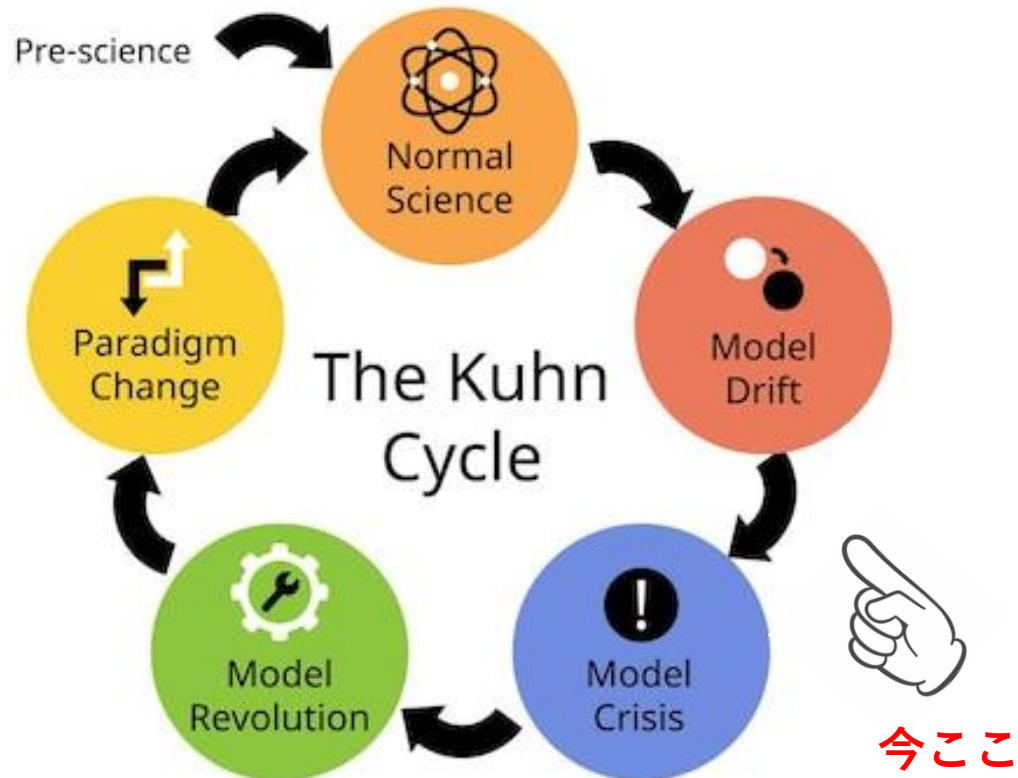 Pre-science
Normal
Science
Model
Drift
Paradigm
Change
The Kuhn
Cycle
Model
Revolution
!
Model
Crisis
今ここ